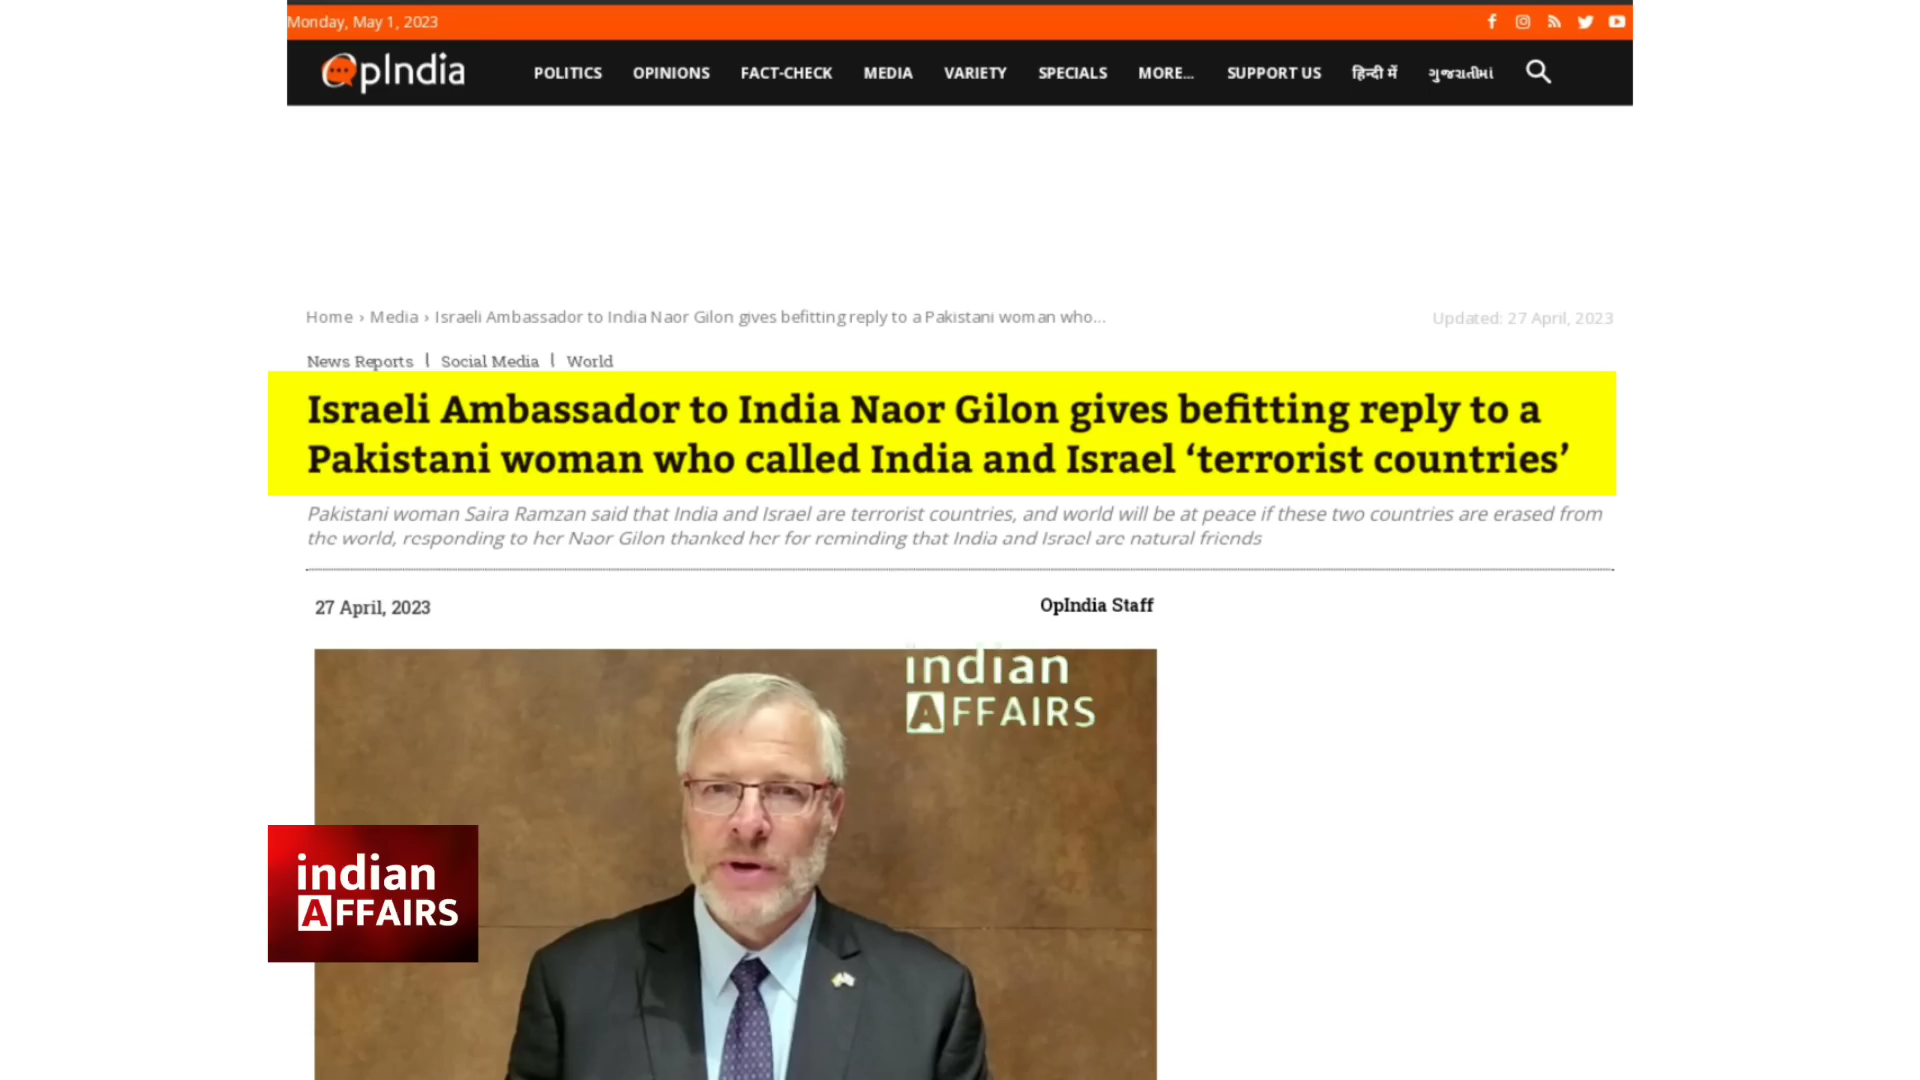 Monday, May 1, 2023
OpIndia
POLITICS OPINIONS FACT-CHECK MEDIA VARIETY SPECIALS MORE... SUPPORT US हिन्दी में ગુજરાતીમાં
Home › Media › Israeli Ambassador to India Naor Gilon gives befitting reply to a Pakistani woman who...
Updated: 27 April, 2023
News Reports | Social Media | World
Israeli Ambassador to India Naor Gilon gives befitting reply to a
Pakistani woman who called India and Israel ‘terrorist countries’
Pakistani woman Saira Ramzan said that India and Israel are terrorist countries, and world will be at peace if these two countries are erased from
the world, responding to her Naor Gilon thanked her for reminding that India and Israel are natural friends
27 April, 2023
OpIndia Staff
indian
AFFAIRS
indian
AFFAIRS